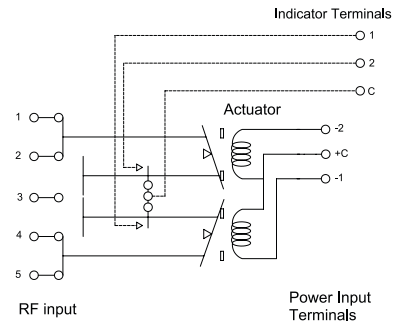 Indicator Terminals
1
2
C
Actuator
1
2
3
4
5
-2
+C
-1
RF input
Power Input
Terminals